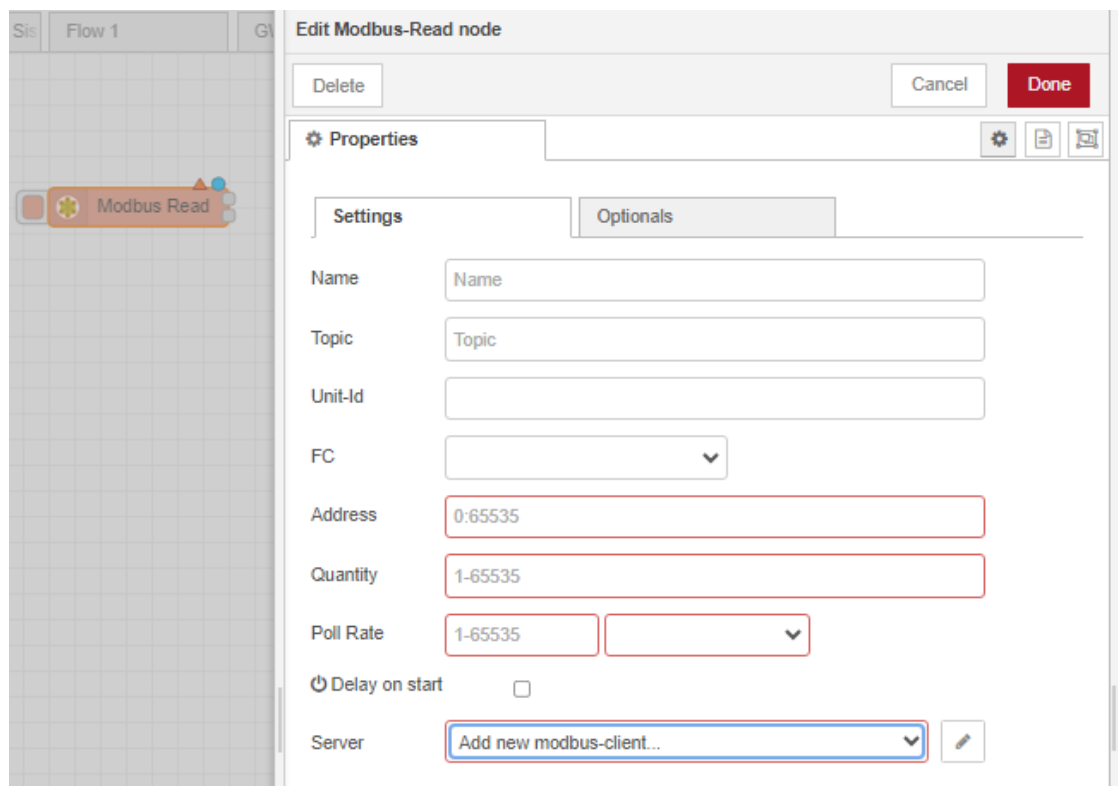 Sis
Flow 1
Edit Modbus-Read node
Delete
Cancel
Done
Properties
Modbus Read
Settings
Optionals
Name
Name
Topic
Topic
Unit-Id
FC
Address
0:65535
Quantity
1-65535
Poll Rate
1-65535
Delay on start
Server
Add new modbus-client...